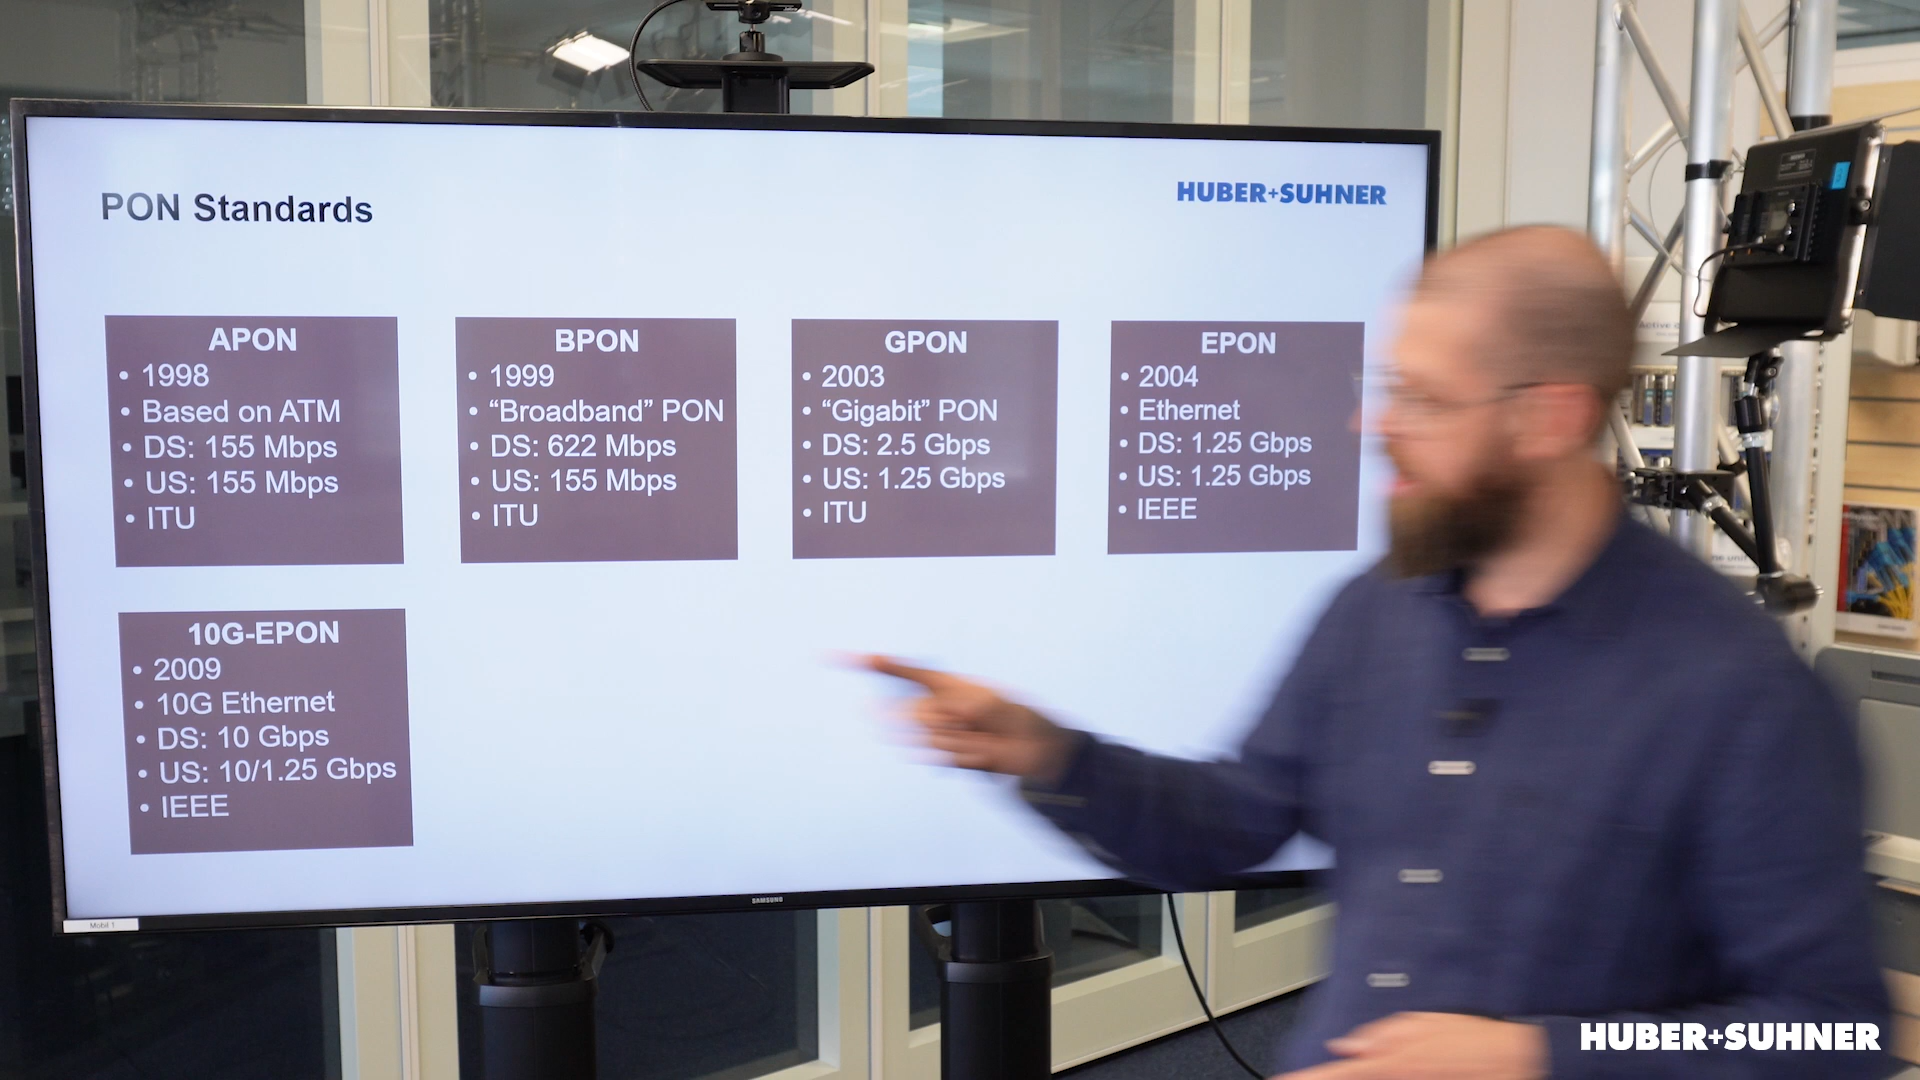 PON Standards
HUBER+SUHNER
APON
• 1998
• Based on ATM
• DS: 155 Mbps
• US: 155 Mbps
• ITU
BPON
• 1999
• “Broadband” PON
• DS: 622 Mbps
• US: 155 Mbps
• ITU
GPON
• 2003
• “Gigabit” PON
• DS: 2.5 Gbps
• US: 1.25 Gbps
• ITU
EPON
• 2004
• Ethernet
• DS: 1.25 Gbps
• US: 1.25 Gbps
• IEEE
10G-EPON
• 2009
• 10G Ethernet
• DS: 10 Gbps
• US: 10/1.25 Gbps
• IEEE
SAMSUNG
Mobil 1
HUBER+SUHNER